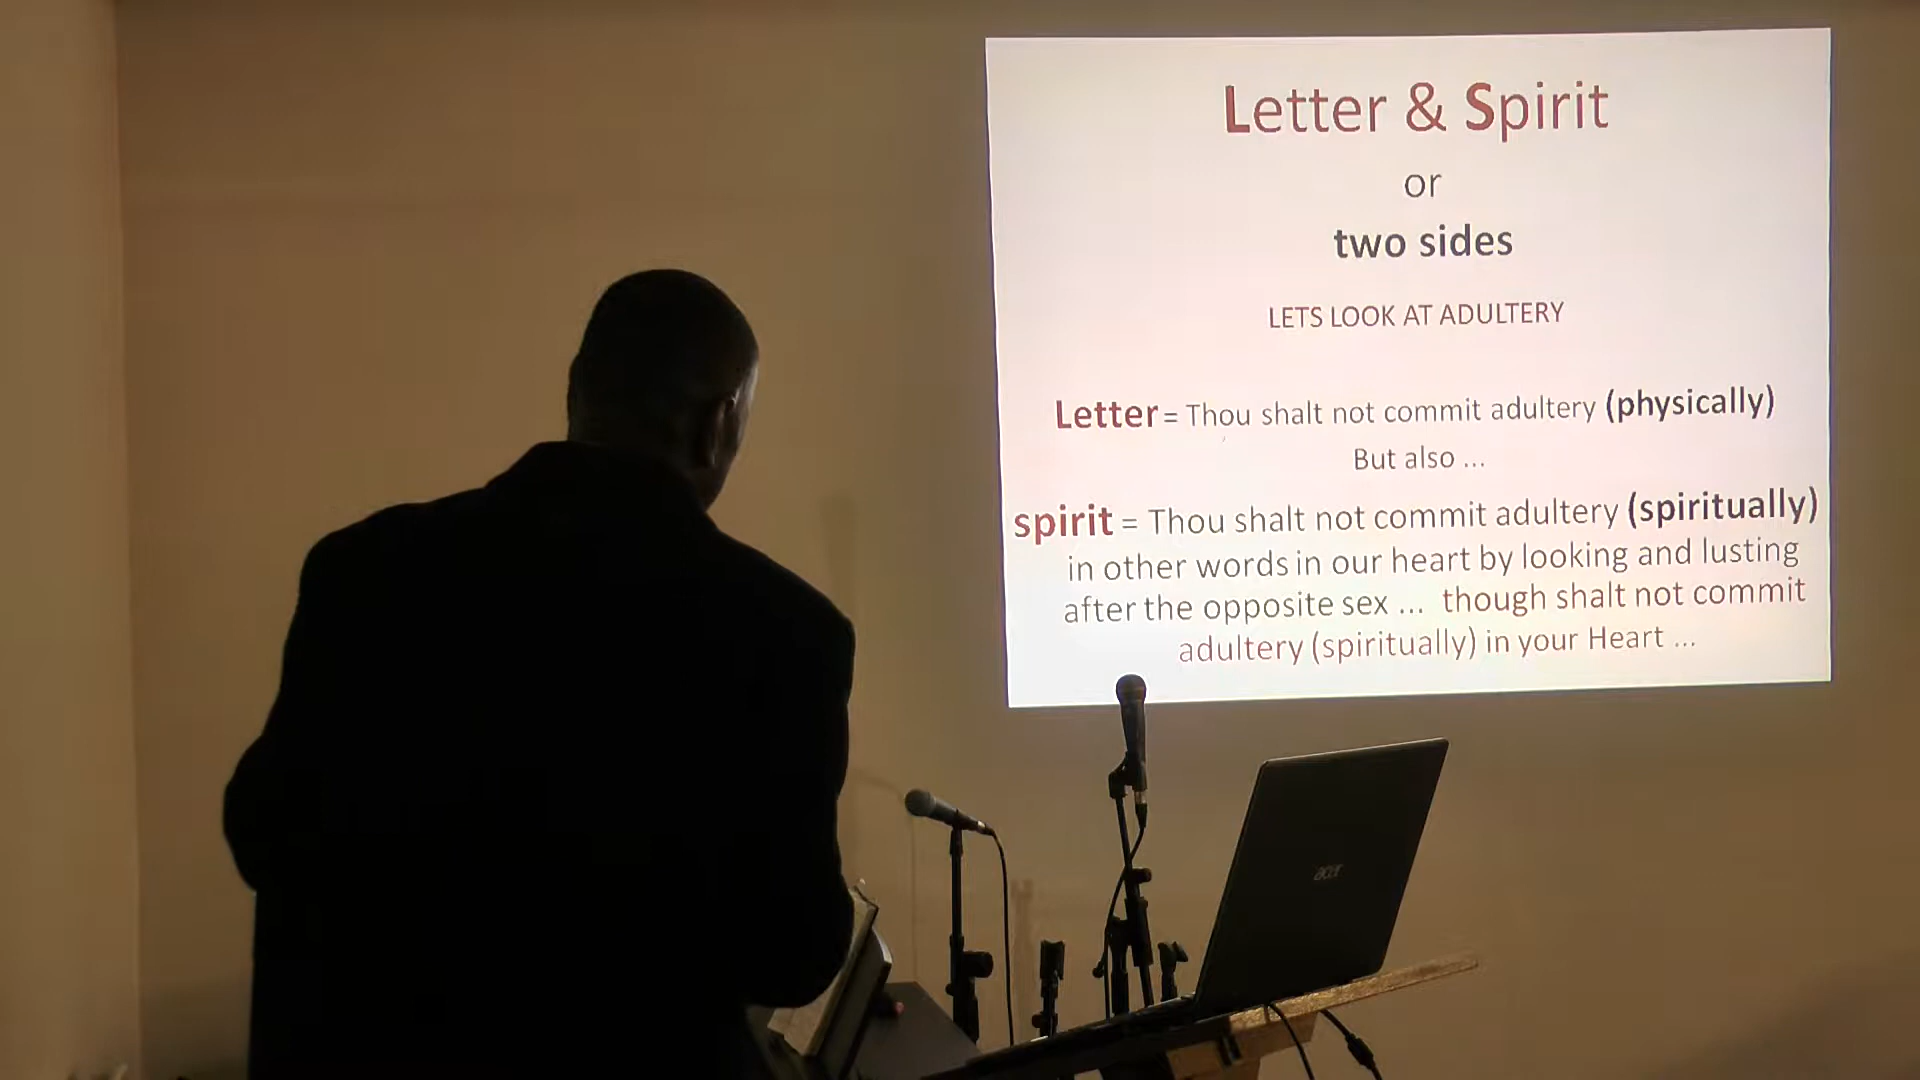 Letter & Spirit
or
two sides
LETS LOOK AT ADULTERY
Letter = Thou shalt not commit adultery (physically)
But also ...
spirit = Thou shalt not commit adultery (spiritually)
in other words in our heart by looking and lusting
after the opposite sex ... though shalt not commit
adultery (spiritually) in your Heart ...
acer